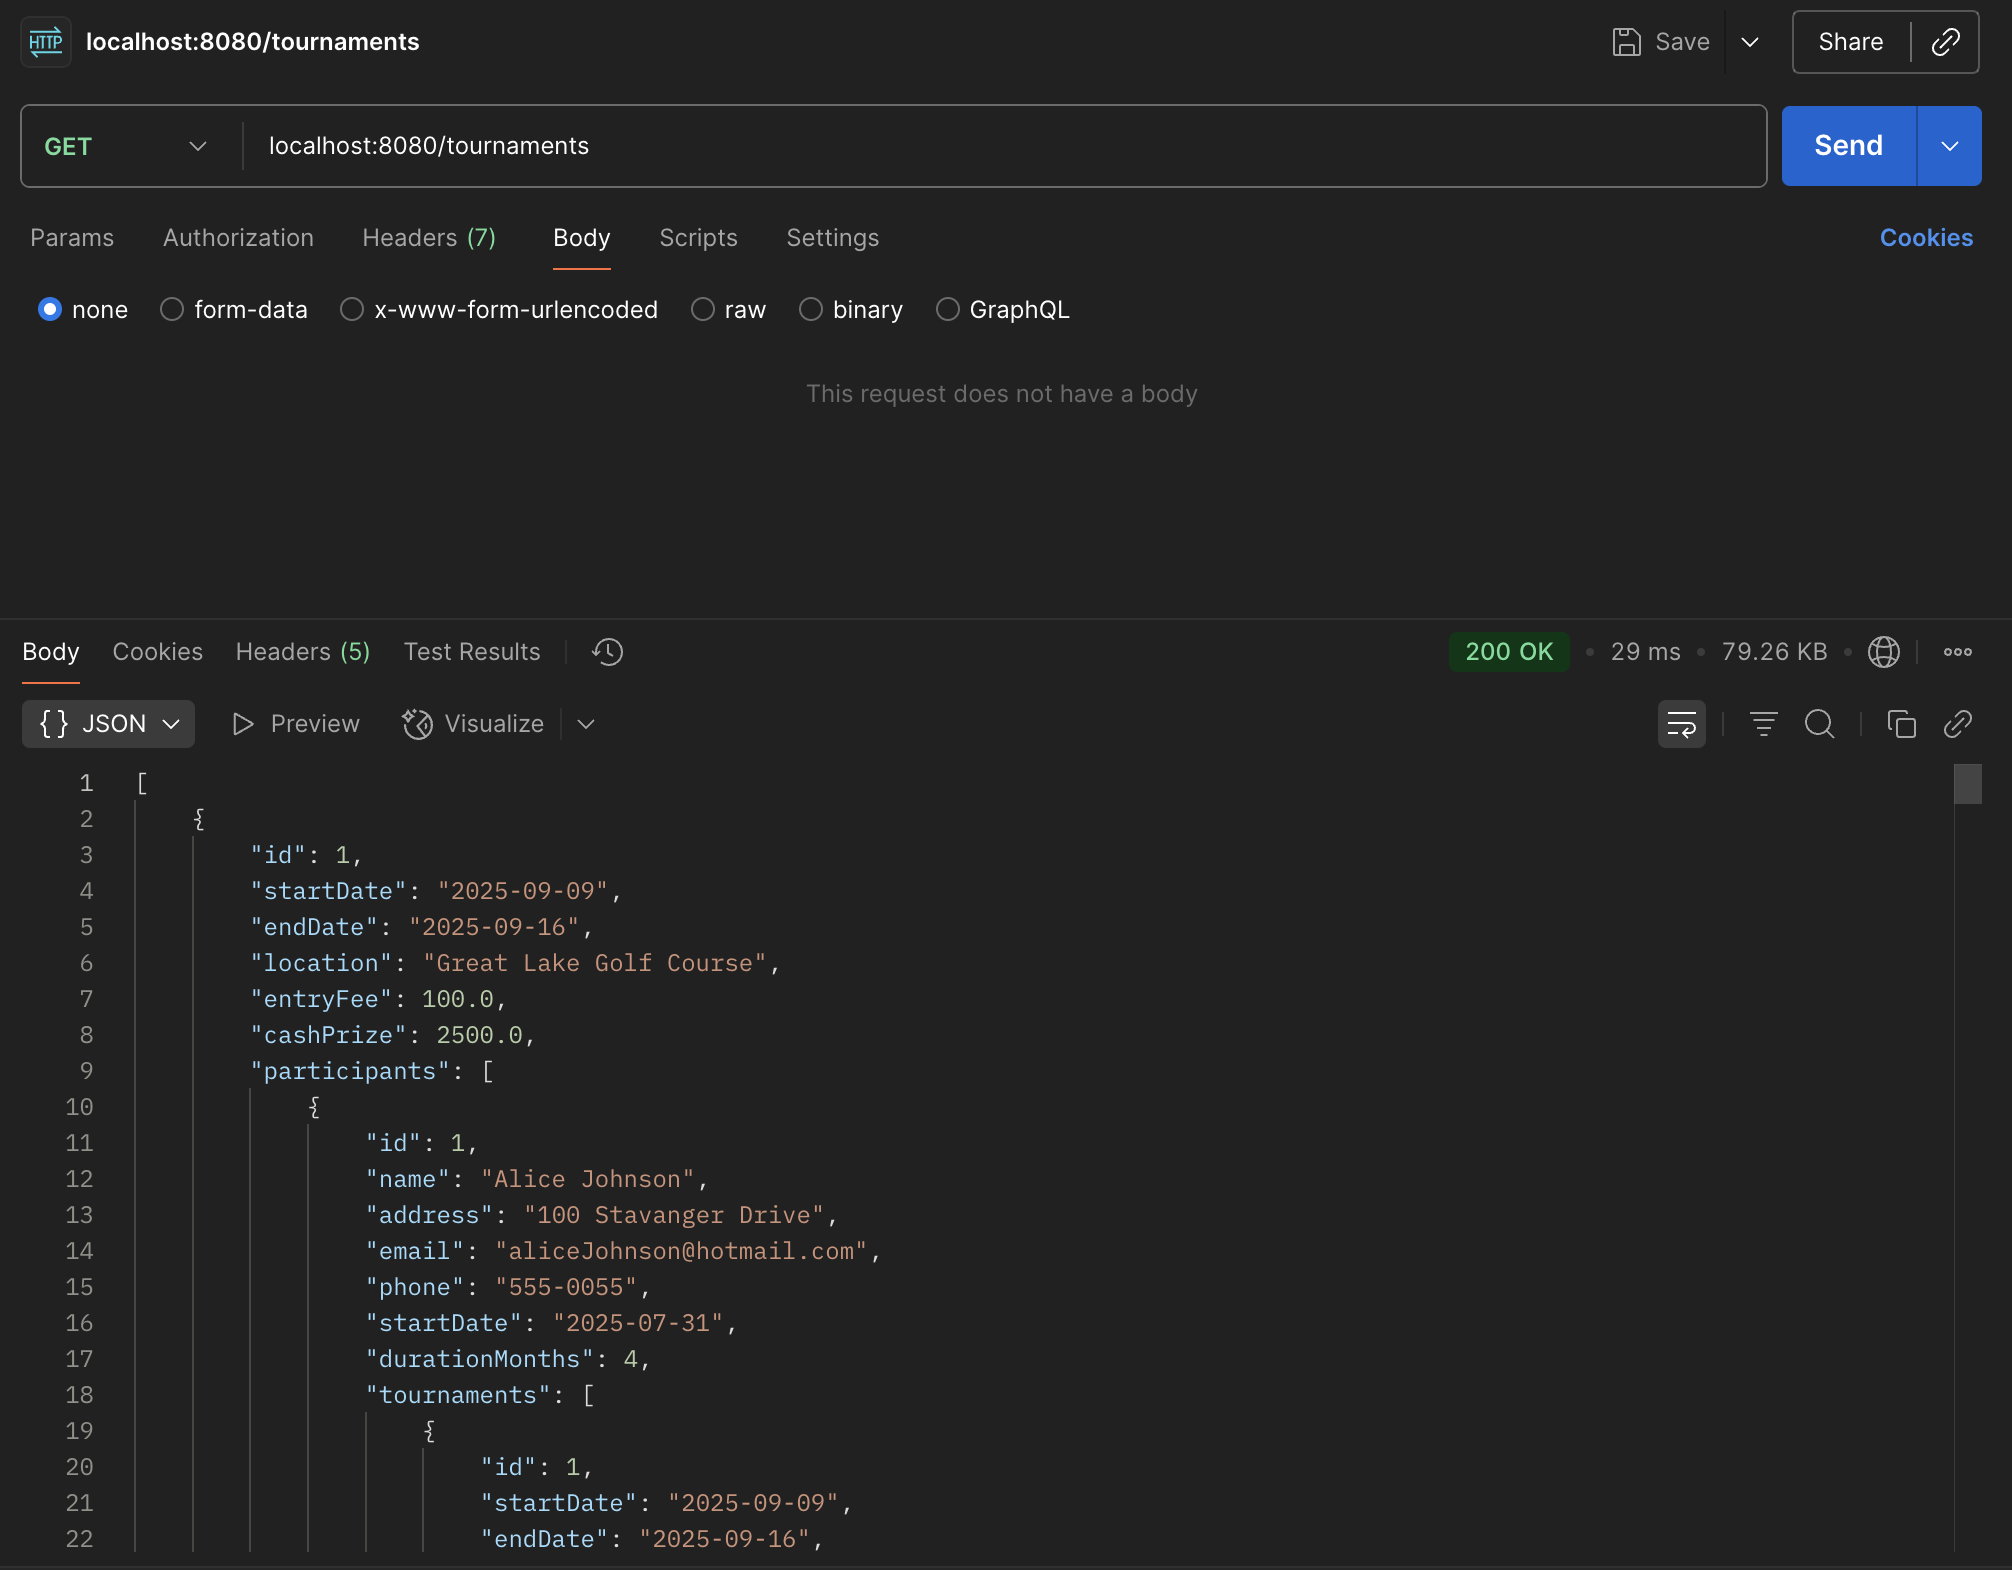 HTTP localhost:8080/tournaments Save Share
GET localhost:8080/tournaments Send
Params Authorization Headers (7) Body Scripts Settings Cookies
none form-data x-www-form-urlencoded raw binary GraphQL
This request does not have a body
Body Cookies Headers (5) Test Results 200 OK • 29 ms • 79.26 KB •
{} JSON Preview Visualize
1 [
2 {
3 "id": 1,
4 "startDate": "2025-09-09",
5 "endDate": "2025-09-16",
6 "location": "Great Lake Golf Course",
7 "entryFee": 100.0,
8 "cashPrize": 2500.0,
9 "participants": [
10 {
11 "id": 1,
12 "name": "Alice Johnson",
13 "address": "100 Stavanger Drive",
14 "email": "aliceJohnson@hotmail.com",
15 "phone": "555-0055",
16 "startDate": "2025-07-31",
17 "durationMonths": 4,
18 "tournaments": [
19 {
20 "id": 1,
21 "startDate": "2025-09-09",
22 "endDate": "2025-09-16",